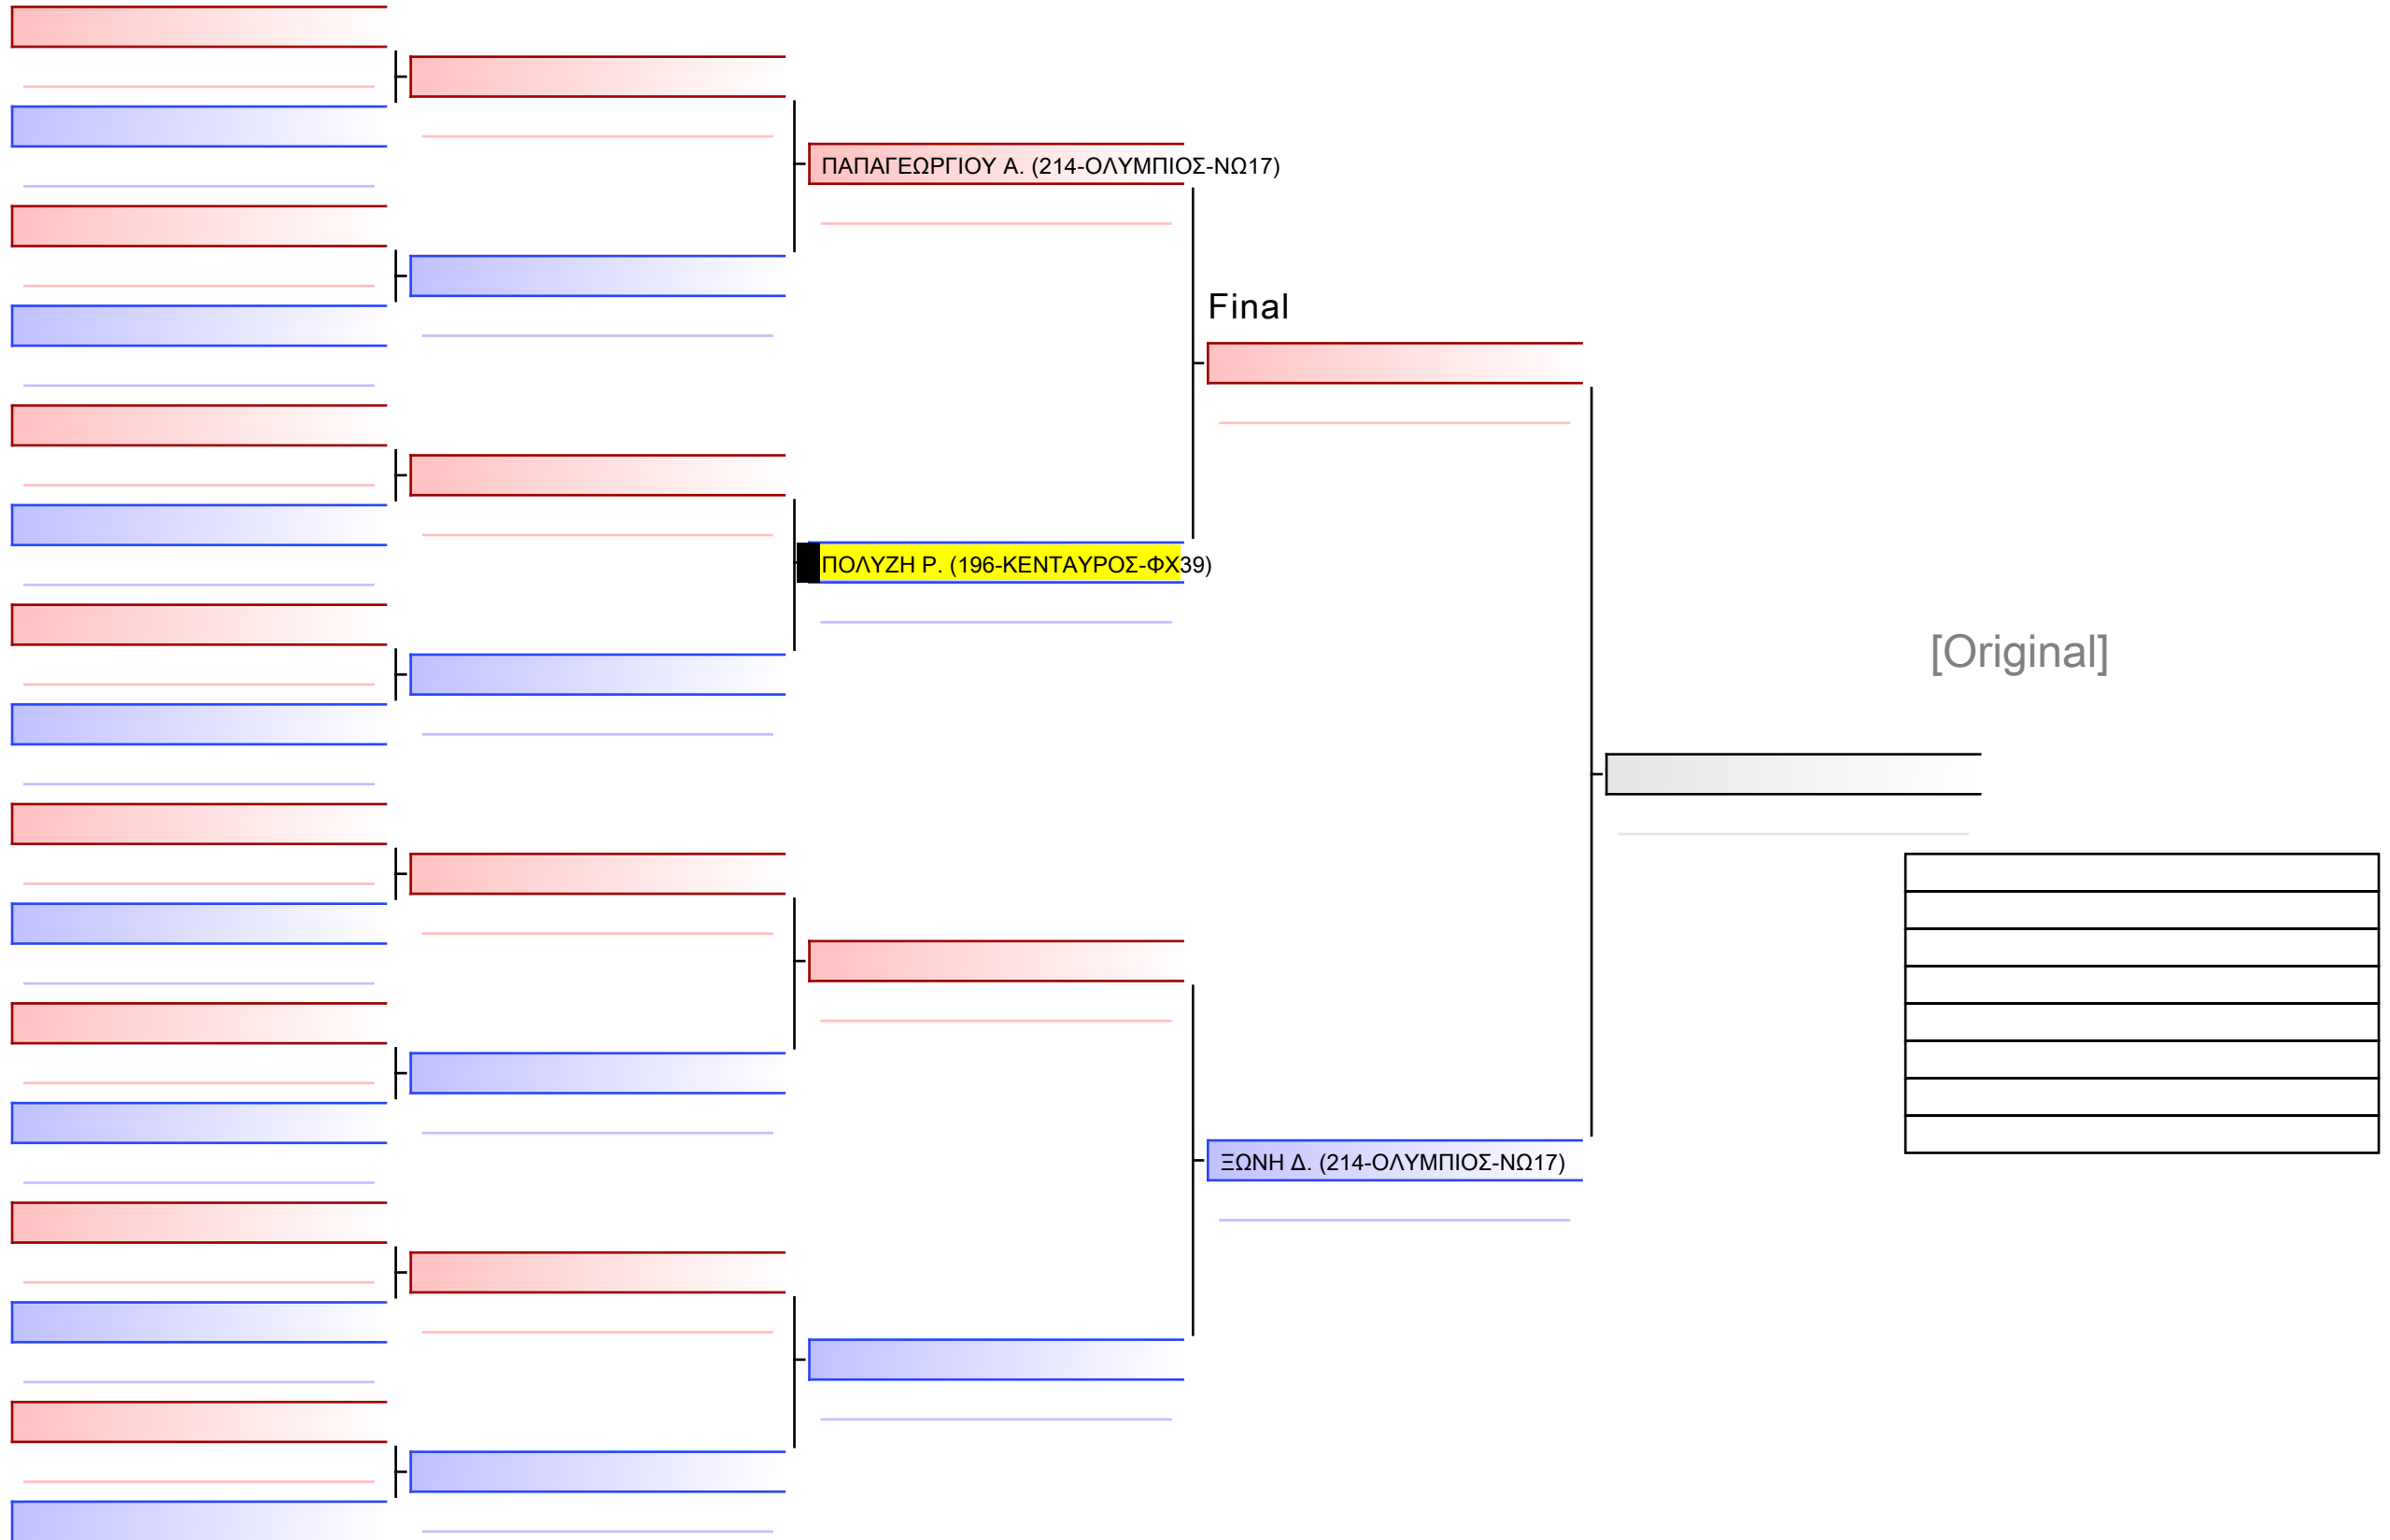 ΠΑΠΑΓΕΩΡΓΙΟΥ Α. (214-ΟΛΥΜΠΙΟΣ-ΝΩ17)
Final
ΠΟΛΥΖΗ Ρ. (196-ΚΕΝΤΑΥΡΟΣ-ΦΧ39)
[Original]
ΞΩΝΗ Δ. (214-ΟΛΥΜΠΙΟΣ-ΝΩ17)